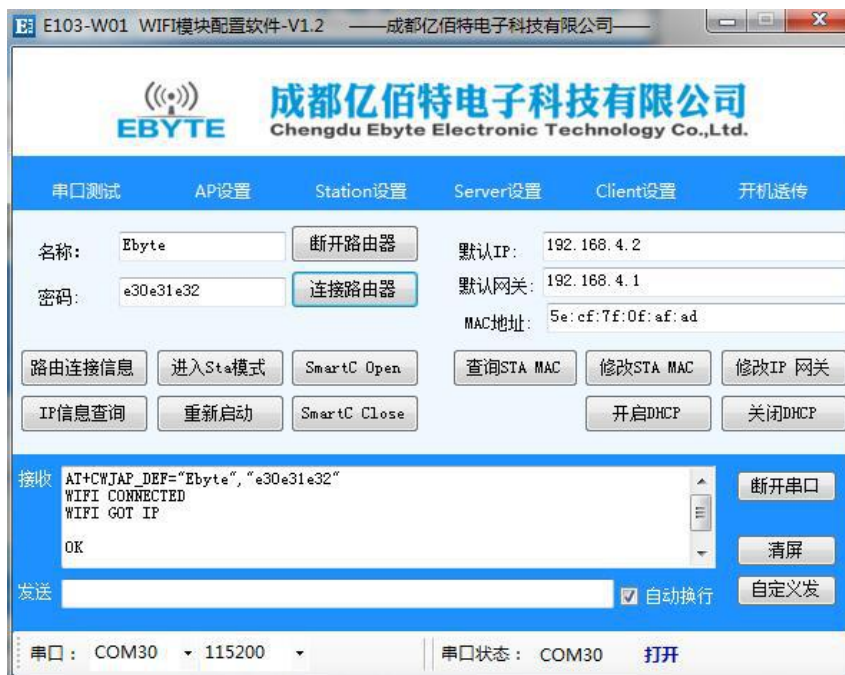 E103-W01 WIFI模块配置软件-V1.2 ——成都亿佰特电子科技有限公司——
EBYTE
成都亿佰特电子科技有限公司
Chengdu Ebyte Electronic Technology Co.,Ltd.
串口测试 AP设置 Station设置 Server设置 Client设置 开机透传
名称: Ebyte 断开路由器 默认IP: 192.168.4.2
密码: e30e31e32 连接路由器 默认网关: 192.168.4.1
MAC地址: 5e:cf:7f:0f:af:ad
路由连接信息 进入Sta模式 SmartC Open 查询STA MAC 修改STA MAC 修改IP 网关
IP信息查询 重新启动 SmartC Close 开启DHCP 关闭DHCP
接收 AT+CWJAP_DEF="Ebyte","e30e31e32" 断开串口
WIFI CONNECTED
WIFI GOT IP
OK 清屏
发送 自动换行 自定义发
串口: COM30 115200 串口状态: COM30 打开